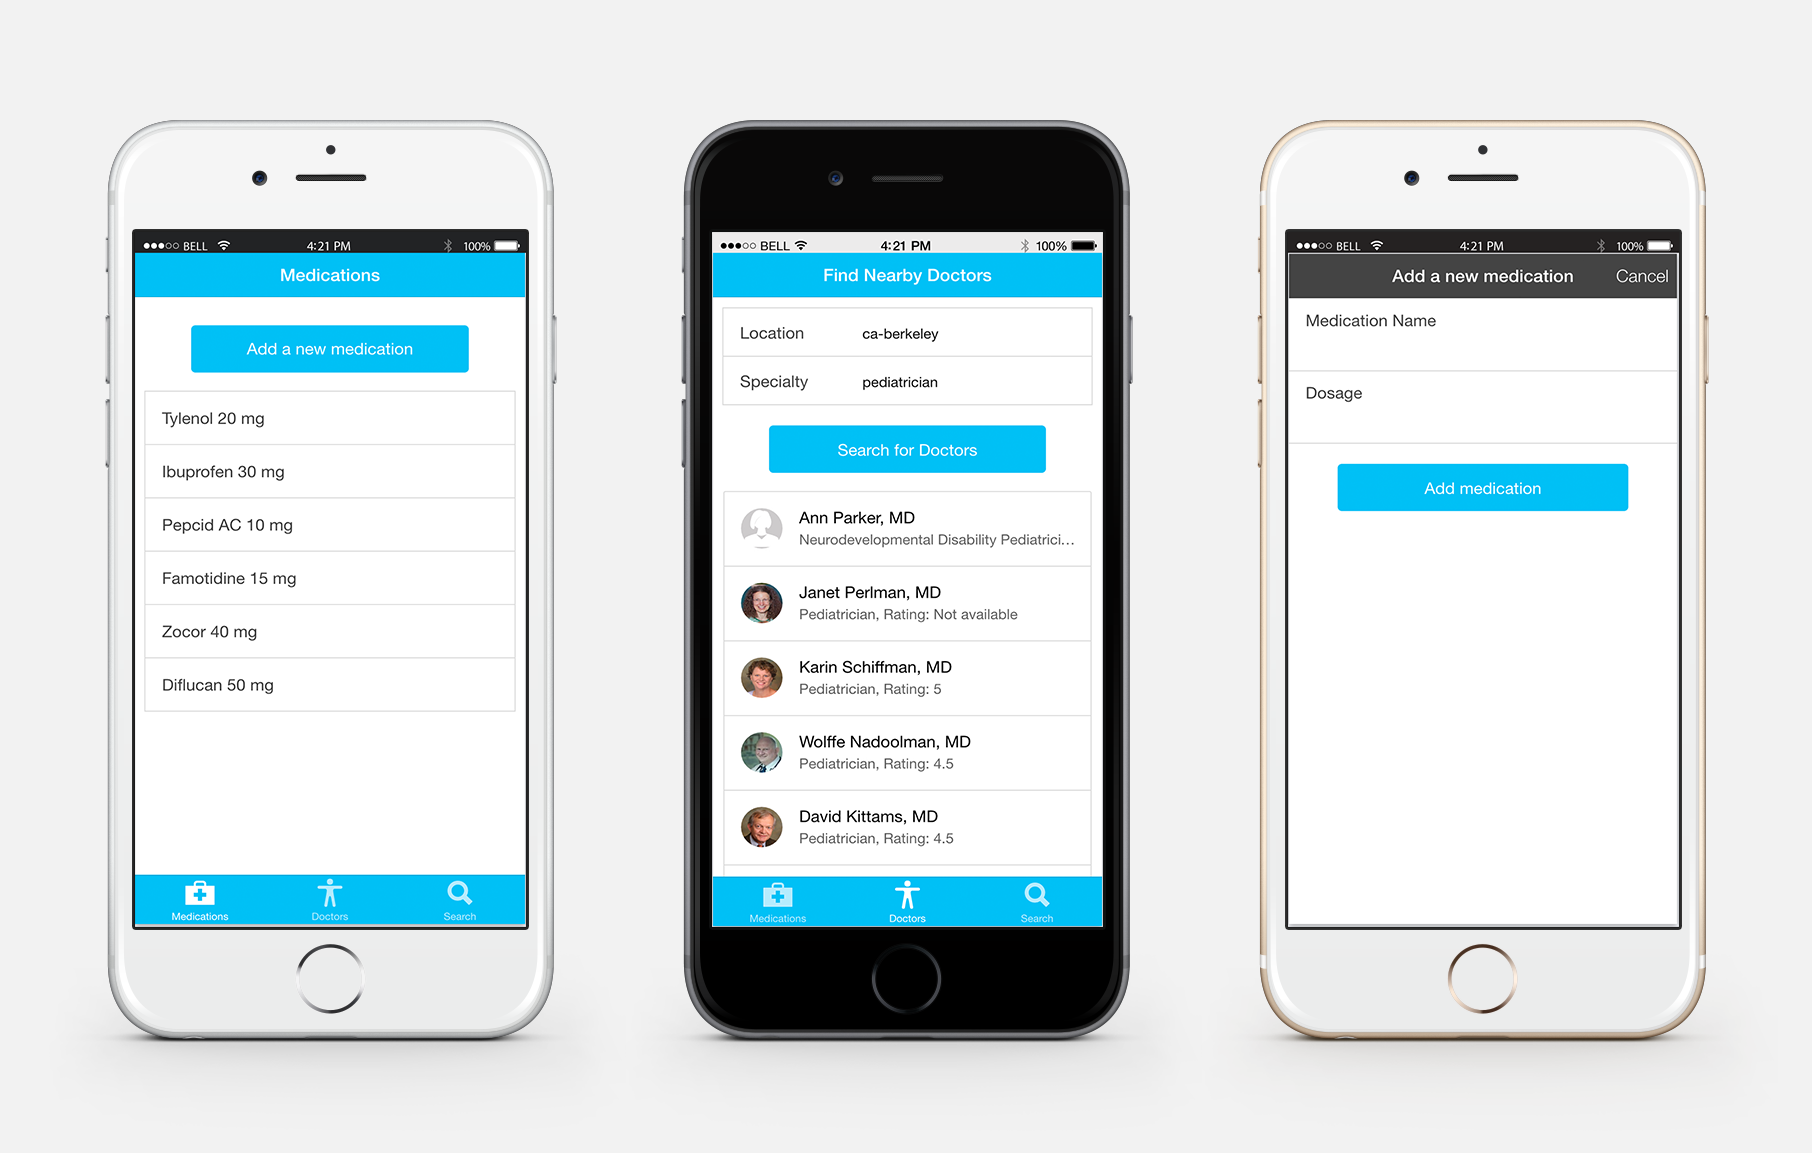 BELL 4:21 PM 100%
Medications
Add a new medication
Tylenol 20 mg
Ibuprofen 30 mg
Pepcid AC 10 mg
Famotidine 15 mg
Zocor 40 mg
Diflucan 50 mg
Medications Doctors Search
BELL 4:21 PM 100%
Find Nearby Doctors
Location ca-berkeley
Specialty pediatrician
Search for Doctors
Ann Parker, MD
Neurodevelopmental Disability Pediatrici...
Janet Perlman, MD
Pediatrician, Rating: Not available
Karin Schiffman, MD
Pediatrician, Rating: 5
Wolffe Nadoolman, MD
Pediatrician, Rating: 4.5
David Kittams, MD
Pediatrician, Rating: 4.5
Medications Doctors Search
BELL 4:21 PM 100%
Add a new medication Cancel
Medication Name
Dosage
Add medication